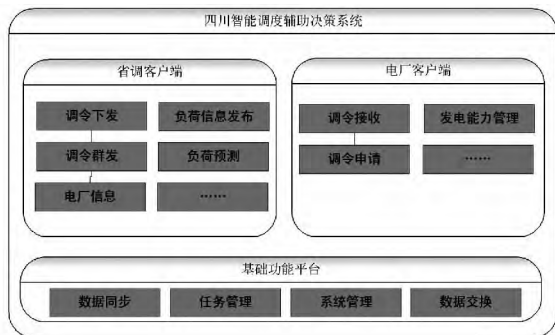 四川智能调度辅助决策系统
省调客户端
调令下发
负荷信息发布
调令群发
负荷预测
电厂信息
……
电厂客户端
调令接收
发电能力管理
调令申请
……
基础功能平台
数据同步
任务管理
系统管理
数据交换